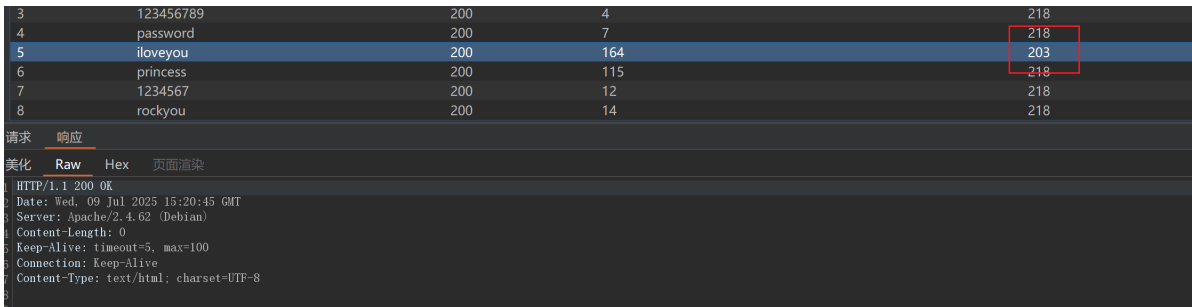 3 123456789 200 4 218
4 password 200 7 218
5 iloveyou 200 164 203
6 princess 200 115 218
7 1234567 200 12 218
8 rockyou 200 14 218
请求 响应
美化 Raw Hex 页面渲染
1 HTTP/1.1 200 OK
2 Date: Wed, 09 Jul 2025 15:20:45 GMT
3 Server: Apache/2.4.62 (Debian)
4 Content-Length: 0
5 Keep-Alive: timeout=5, max=100
6 Connection: Keep-Alive
7 Content-Type: text/html; charset=UTF-8
8